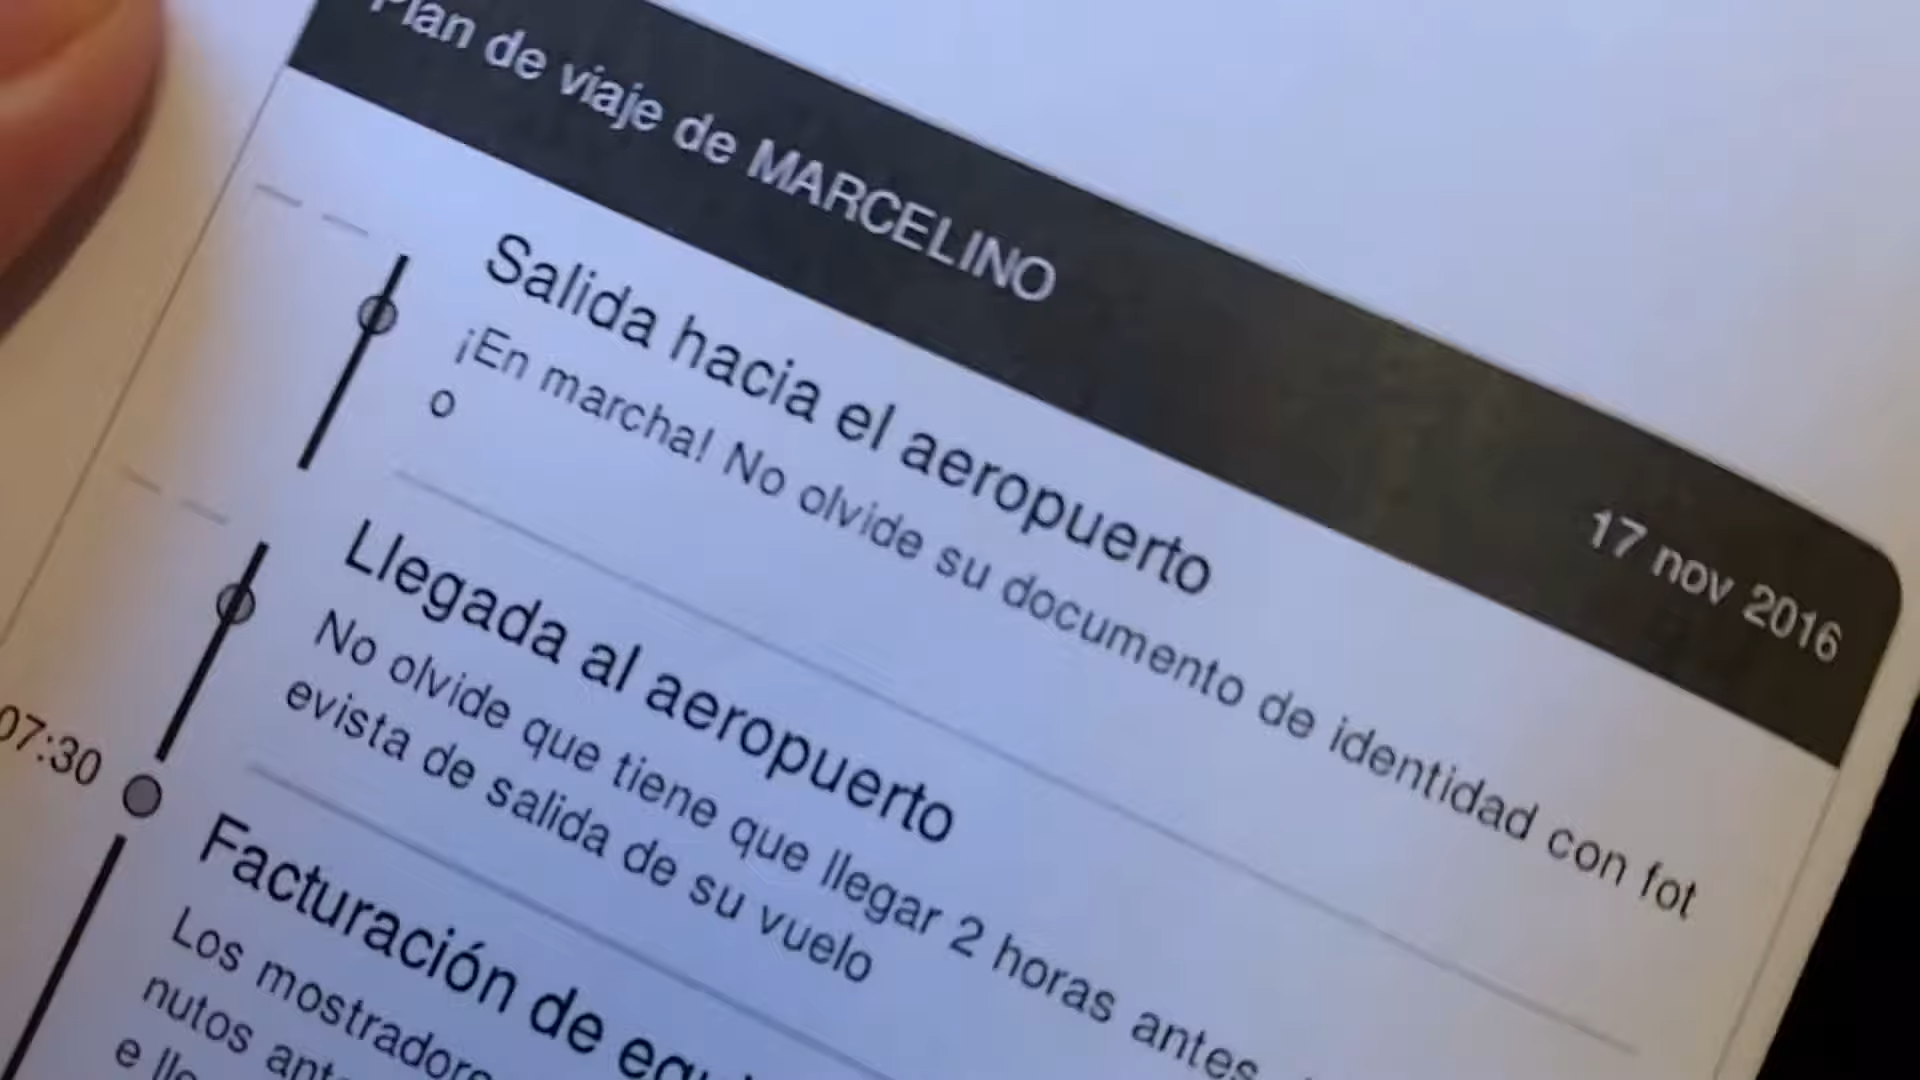 Plan de viaje de MARCELINO
17 nov 2016
Salida hacia el aeropuerto
¡En marcha! No olvide su documento de identidad con fot
o
Llegada al aeropuerto
No olvide que tiene que llegar 2 horas antes
evista de salida de su vuelo
07:30
Facturación de
Los
nutos
e